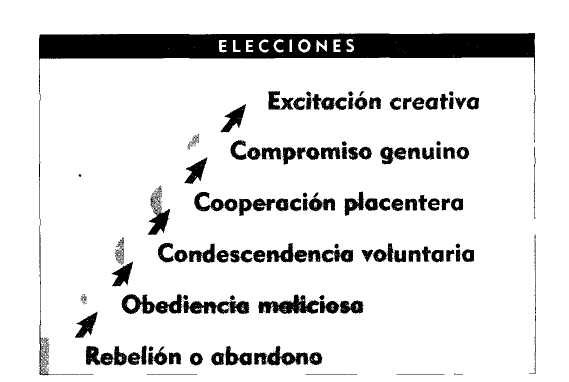 ELECCIONES
Excitación creativa
Compromiso genuino
Cooperación placentera
Condescendencia voluntaria
Obediencia maliciosa
Rebelión o abandono